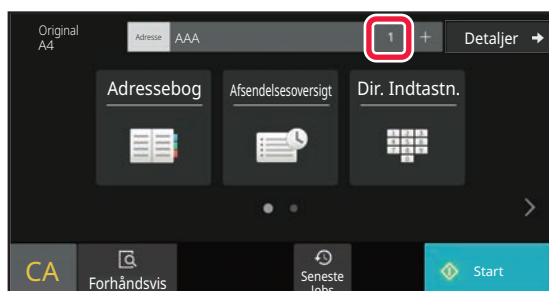 Original
A4
Adresse AAA 1 + Detaljer
Adressebog
Afsendelsesoversigt
Dir. Indtastn.
CA
Forhåndsvis
Seneste
Jobs
Start